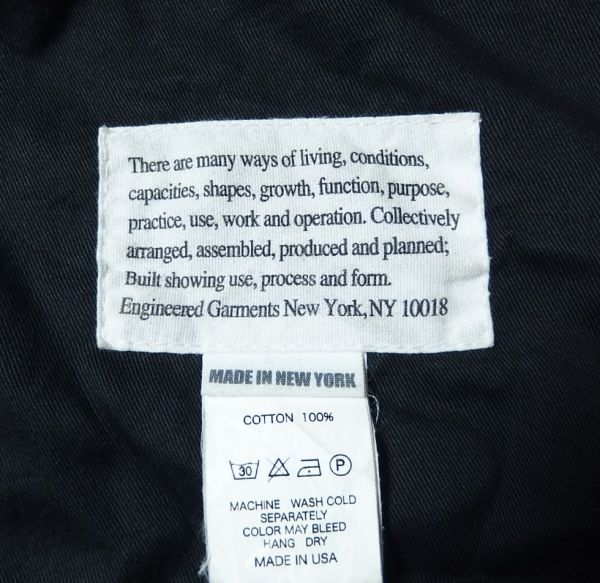 There are many ways of living, conditions,
capacities, shapes, growth, function, purpose,
practice, use, work and operation. Collectively
arranged, assembled, produced and planned;
Built showing use, process and form.
Engineered Garments New York, NY 10018
MADE IN NEW YORK
COTTON 100%
30 P
MACHINE WASH COLD
SEPARATELY
COLOR MAY BLEED
HANG DRY
MADE IN USA